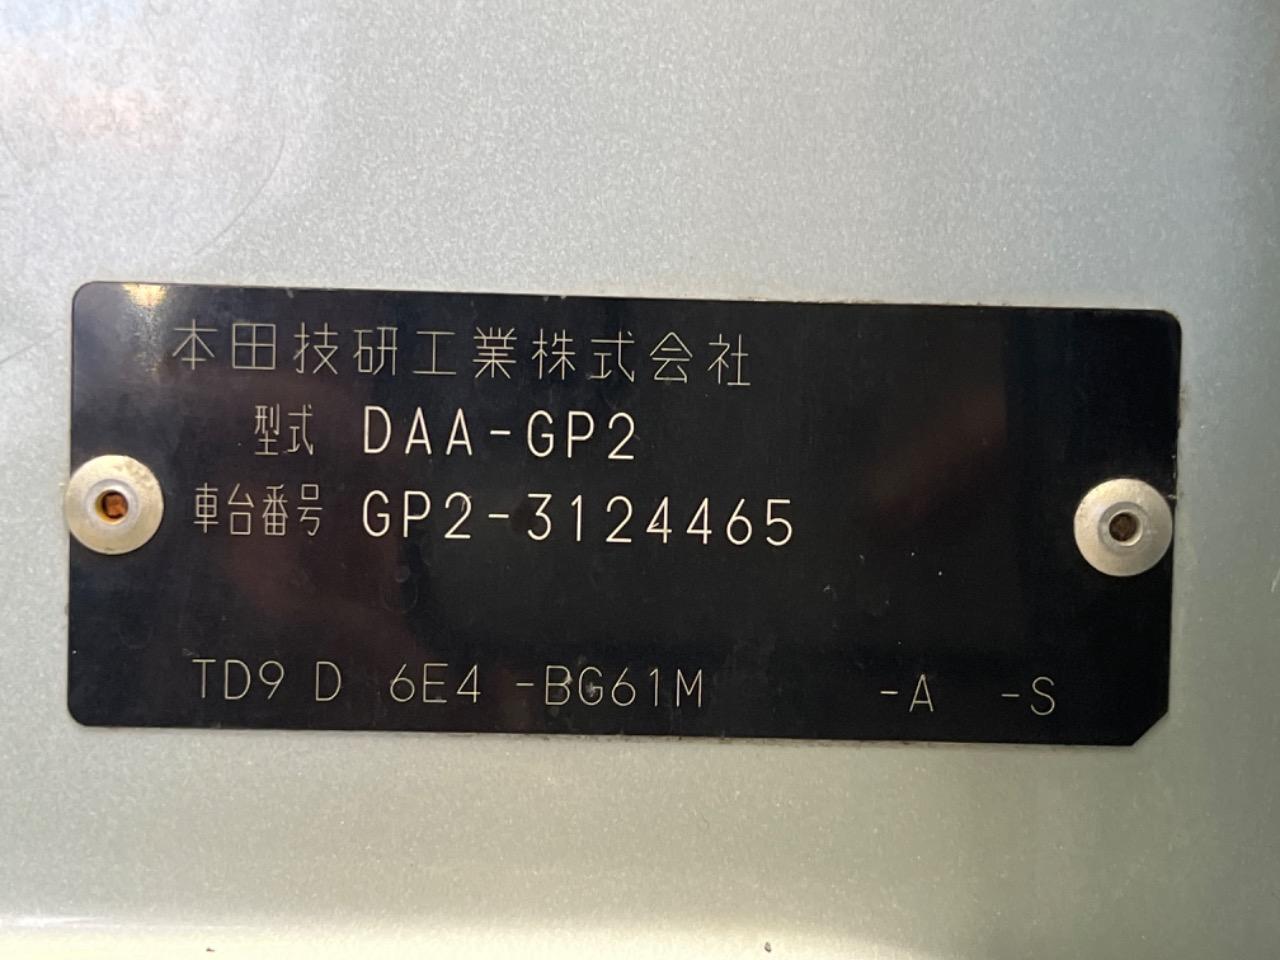 本田技研工業株式会社
型式 DAA-GP2
車台番号 GP2-3124465
TD9 D 6E4 -BG61M -A -S